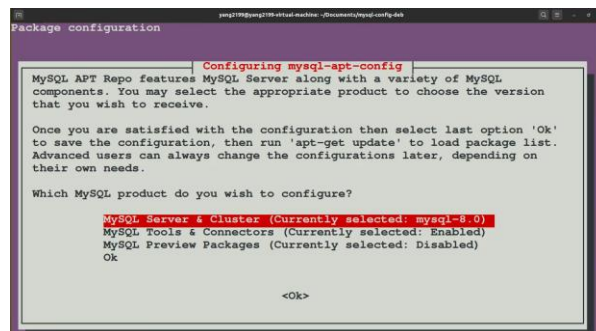 yang2199@yang2199-virtual-machine: ~/Documents/mysql-config-deb
Package configuration
Configuring mysql-apt-config
MySQL APT Repo features MySQL Server along with a variety of MySQL
components. You may select the appropriate product to choose the version
that you wish to receive.
Once you are satisfied with the configuration then select last option 'Ok'
to save the configuration, then run 'apt-get update' to load package list.
Advanced users can always change the configurations later, depending on
their own needs.
Which MySQL product do you wish to configure?
MySQL Server & Cluster (Currently selected: mysql-8.0)
MySQL Tools & Connectors (Currently selected: Enabled)
MySQL Preview Packages (Currently selected: Disabled)
Ok
<Ok>